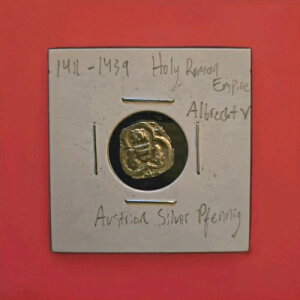 1411-1439 Holy Roman
Empire
Albrecht V
Austrian Silver Pfennig